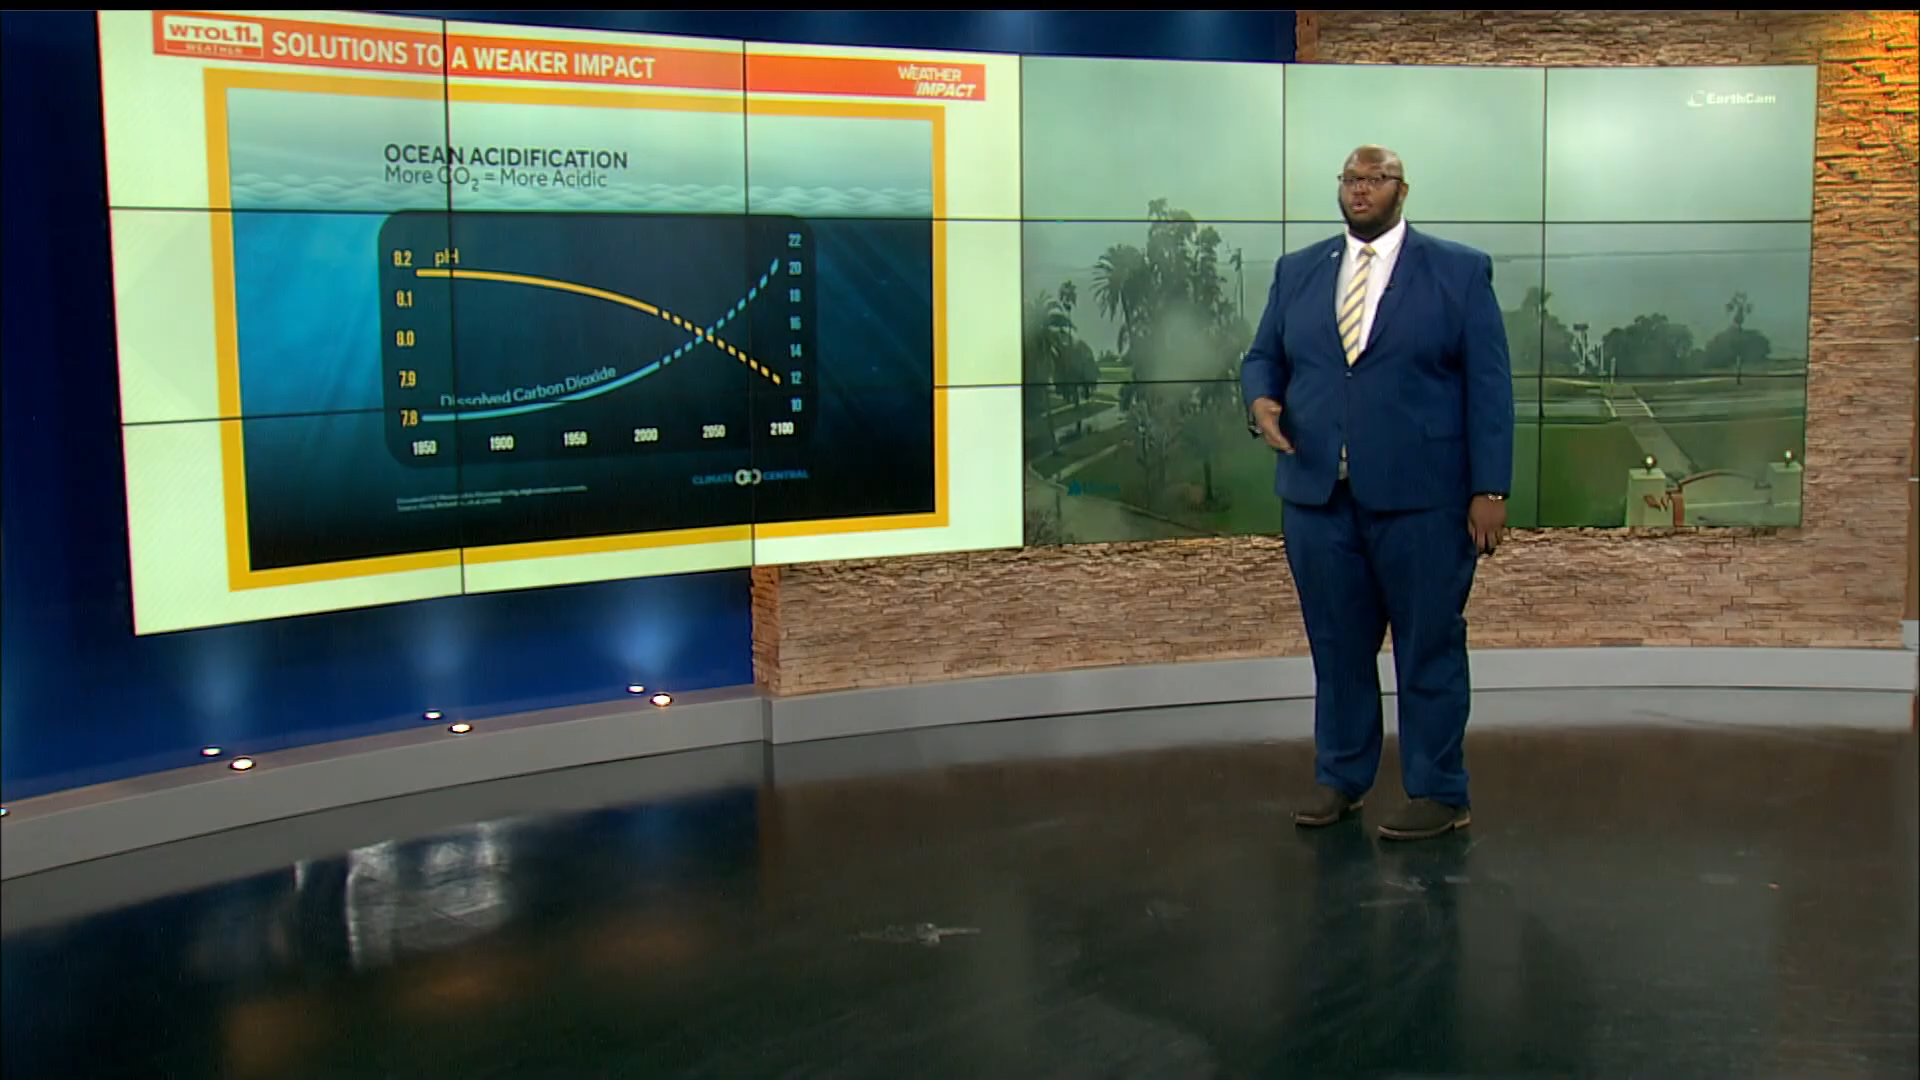 WTOL11
WEATHER
SOLUTIONS TO A WEAKER IMPACT
WEATHER
IMPACT
EarthCam
OCEAN ACIDIFICATION
More CO₂ = More Acidic
8.2
pH
8.1
8.0
7.9
7.8
Dissolved Carbon Dioxide
22
20
18
16
14
12
10
1850
1900
1950
2000
2050
2100
CLIMATE CENTRAL